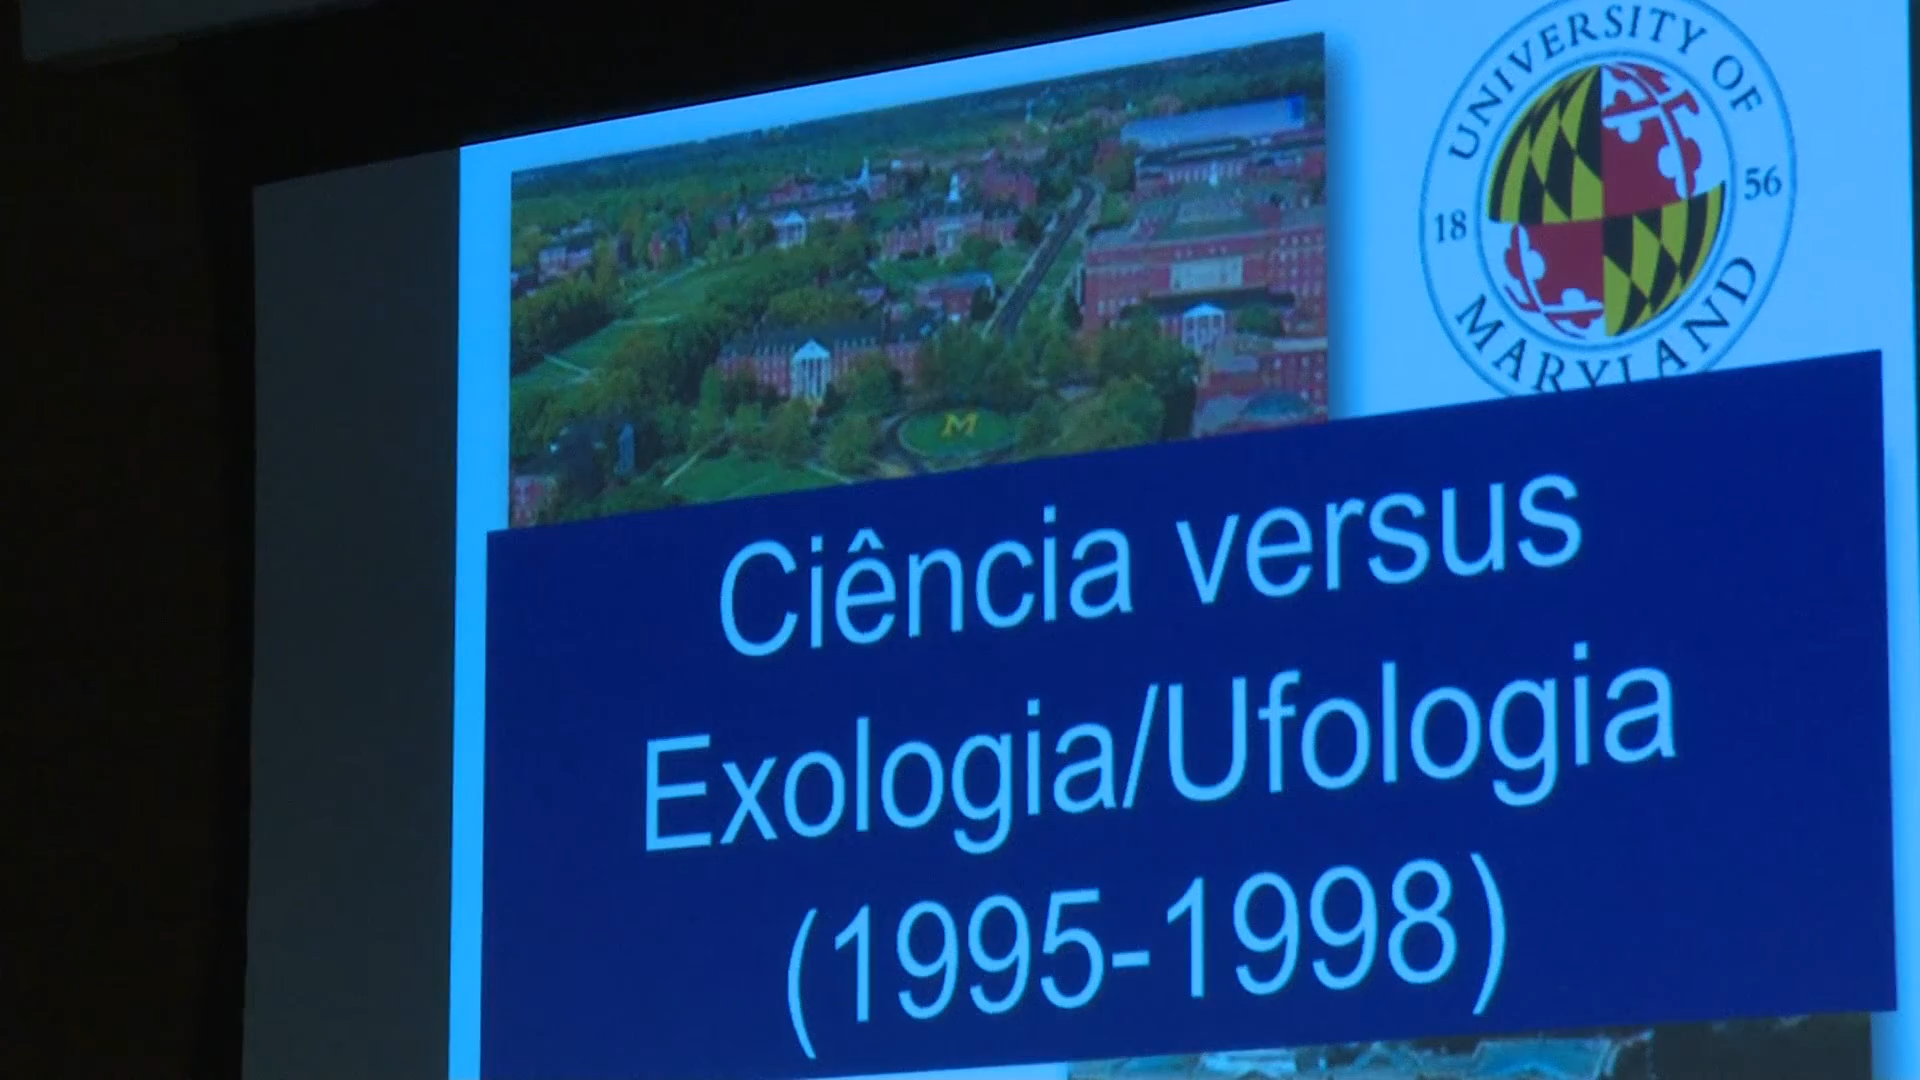 UNIVERSITY OF
18 56
MARYLAND
M
Ciência versus
Exologia/Ufologia
(1995-1998)